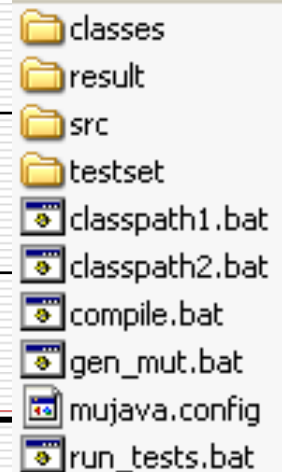 classes
result
src
testset
classpath1.bat
classpath2.bat
compile.bat
gen_mut.bat
mujava.config
run_tests.bat